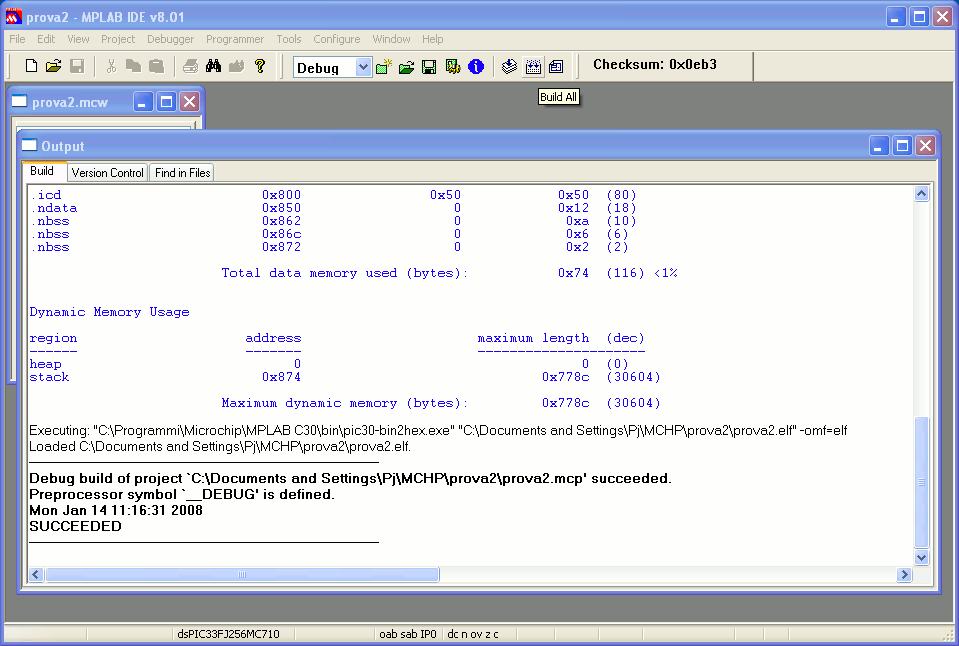 prova2 - MPLAB IDE v8.01
File Edit View Project Debugger Programmer Tools Configure Window Help
Debug Checksum: 0x0eb3
Build All
prova2.mcw
Output
Build Version Control Find in Files
.icd 0x800 0x50 0x50 (80)
.ndata 0x850 0 0x12 (18)
.nbss 0x862 0 0xa (10)
.nbss 0x86c 0 0x6 (6)
.nbss 0x872 0 0x2 (2)
Total data memory used (bytes): 0x74 (116) <1%
Dynamic Memory Usage
region address maximum length (dec)
------ ------- ---------------------
heap 0 0 (0)
stack 0x874 0x778c (30604)
Maximum dynamic memory (bytes): 0x778c (30604)
Executing: "C:\Programmi\Microchip\MPLAB C30\bin\pic30-bin2hex.exe" "C:\Documents and Settings\Pj\MCHP\prova2\prova2.elf" -omf=elf
Loaded C:\Documents and Settings\Pj\MCHP\prova2\prova2.elf.
Debug build of project `C:\Documents and Settings\Pj\MCHP\prova2\prova2.mcp' succeeded.
Preprocessor symbol `__DEBUG' is defined.
Mon Jan 14 11:16:31 2008
SUCCEEDED
dsPIC33FJ256MC710 oab sab IP0 dc n ov z c